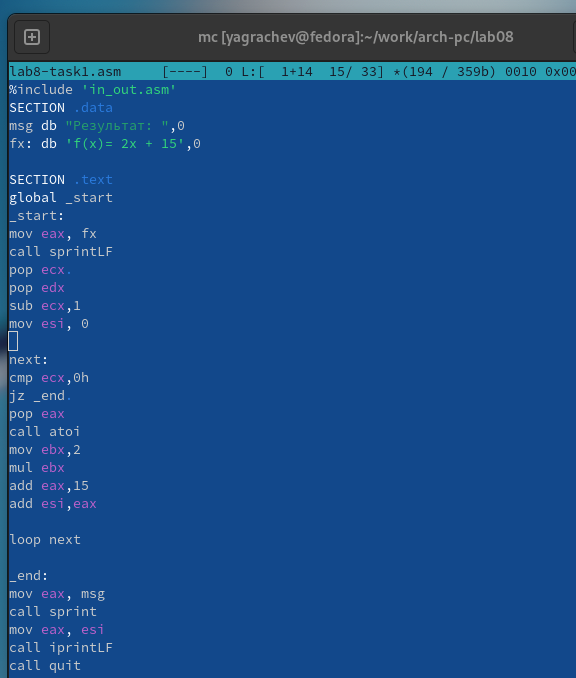 mc [yagrachev@fedora]:~/work/arch-pc/lab08
lab8-task1.asm [----] 0 L:[ 1+14 15/ 33] *(194 / 359b) 0010 0x00
%include 'in_out.asm'
SECTION .data
msg db "Результат: ",0
fx: db 'f(x)= 2x + 15',0
SECTION .text
global _start
_start:
mov eax, fx
call sprintLF
pop ecx.
pop edx
sub ecx,1
mov esi, 0
next:
cmp ecx,0h
jz _end.
pop eax
call atoi
mov ebx,2
mul ebx
add eax,15
add esi,eax
loop next
_end:
mov eax, msg
call sprint
mov eax, esi
call iprintLF
call quit